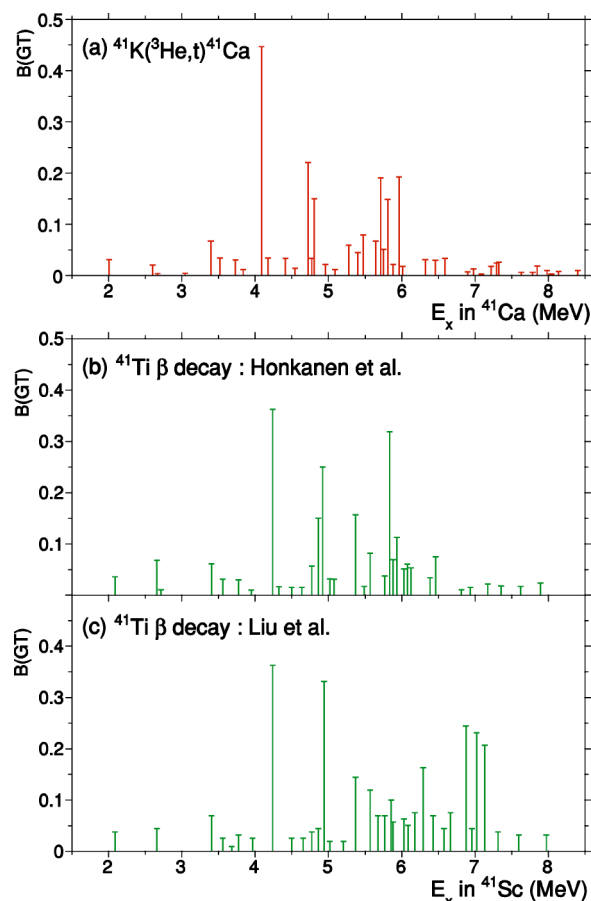 (a) ⁴¹K(³He,t)⁴¹Ca
B(GT)
0.5
0.4
0.3
0.2
0.1
0
2 3 4 5 6 7 8
Eₓ in ⁴¹Ca (MeV)
(b) ⁴¹Ti β decay : Honkanen et al.
B(GT)
0.5
0.4
0.3
0.2
0.1
(c) ⁴¹Ti β decay : Liu et al.
B(GT)
0.4
0.3
0.2
0.1
0
2 3 4 5 6 7 8
Eₓ in ⁴¹Sc (MeV)